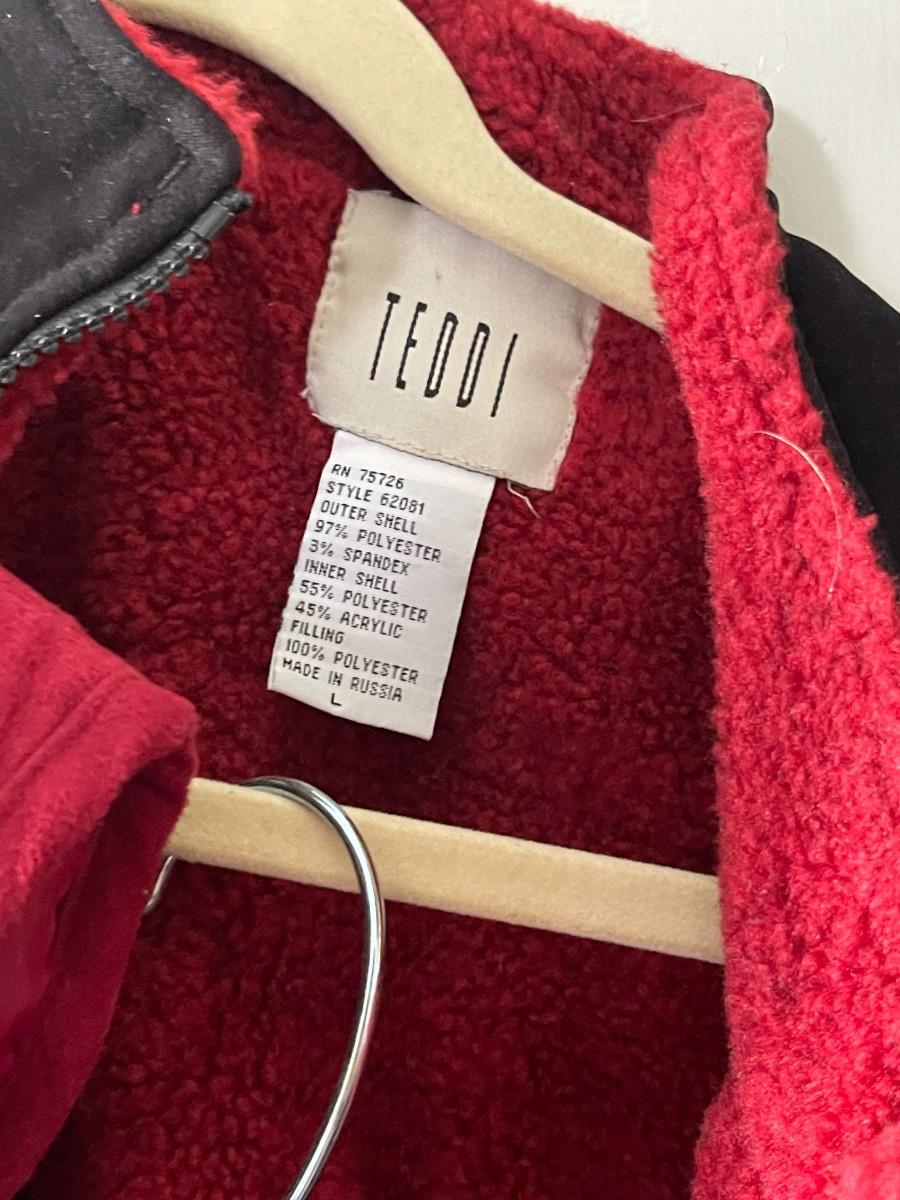 TEDDI
RN 75726
STYLE 62081
OUTER SHELL
97% POLYESTER
3% SPANDEX
INNER SHELL
55% POLYESTER
45% ACRYLIC
FILLING
100% POLYESTER
MADE IN RUSSIA
L